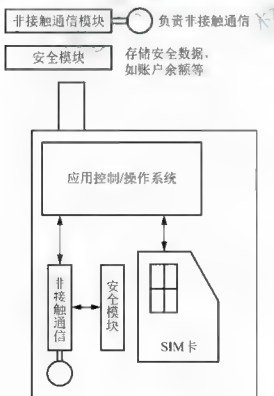 非接触通信模块
负责非接触通信
安全模块
存储安全数据，
如账户余额等
应用控制/操作系统
非接触通信
安全模块
SIM卡